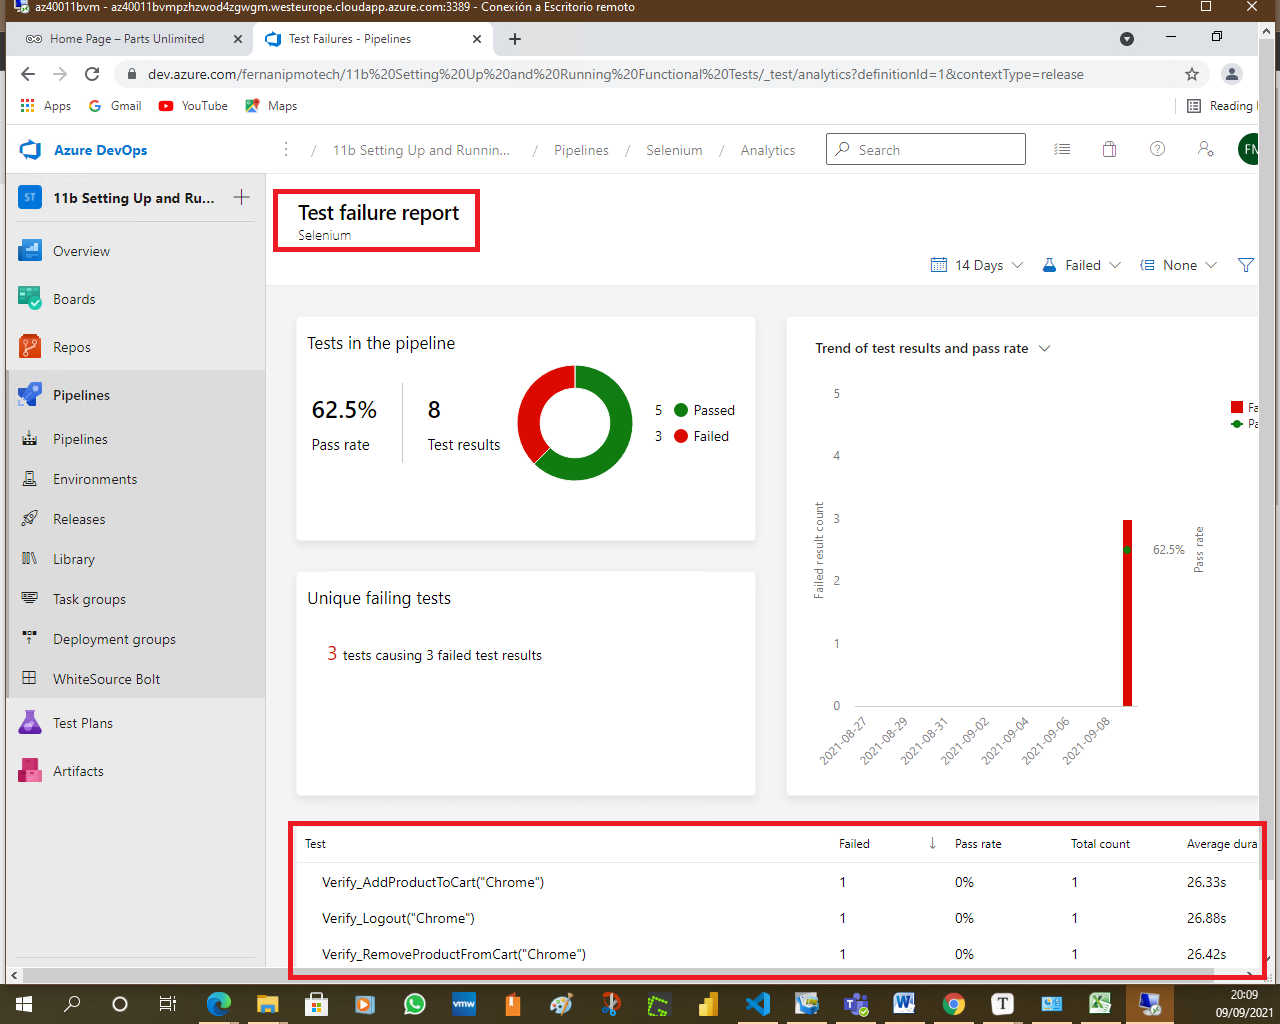 az40011bvm - az40011bvmpzhzwod4zgwgm.westeurope.cloudapp.azure.com:3389 - Conexión a Escritorio remoto
Home Page – Parts Unlimited
Test Failures - Pipelines
dev.azure.com/fernanipmotech/11b%20Setting%20Up%20and%20Running%20Functional%20Tests/_test/analytics?definitionId=1&contextType=release
Apps Gmail YouTube Maps Reading
Azure DevOps
/ 11b Setting Up and Runnin... / Pipelines / Selenium / Analytics
Search
FN
ST 11b Setting Up and Ru...
Overview
Boards
Repos
Pipelines
Pipelines
Environments
Releases
Library
Task groups
Deployment groups
WhiteSource Bolt
Test Plans
Artifacts
Test failure report
Selenium
14 Days Failed None
Tests in the pipeline
62.5%
Pass rate
8
Test results
5 Passed
3 Failed
Unique failing tests
3 tests causing 3 failed test results
Trend of test results and pass rate
5
4
3
2
1
0
Failed result count
2021-08-27
2021-08-29
2021-08-31
2021-09-02
2021-09-04
2021-09-06
2021-09-08
62.5%
Pass rate
Fa
Pa
Test Failed Pass rate Total count Average dura
Verify_AddProductToCart("Chrome") 1 0% 1 26.33s
Verify_Logout("Chrome") 1 0% 1 26.88s
Verify_RemoveProductFromCart("Chrome") 1 0% 1 26.42s
vmw
T
20:09
09/09/2021